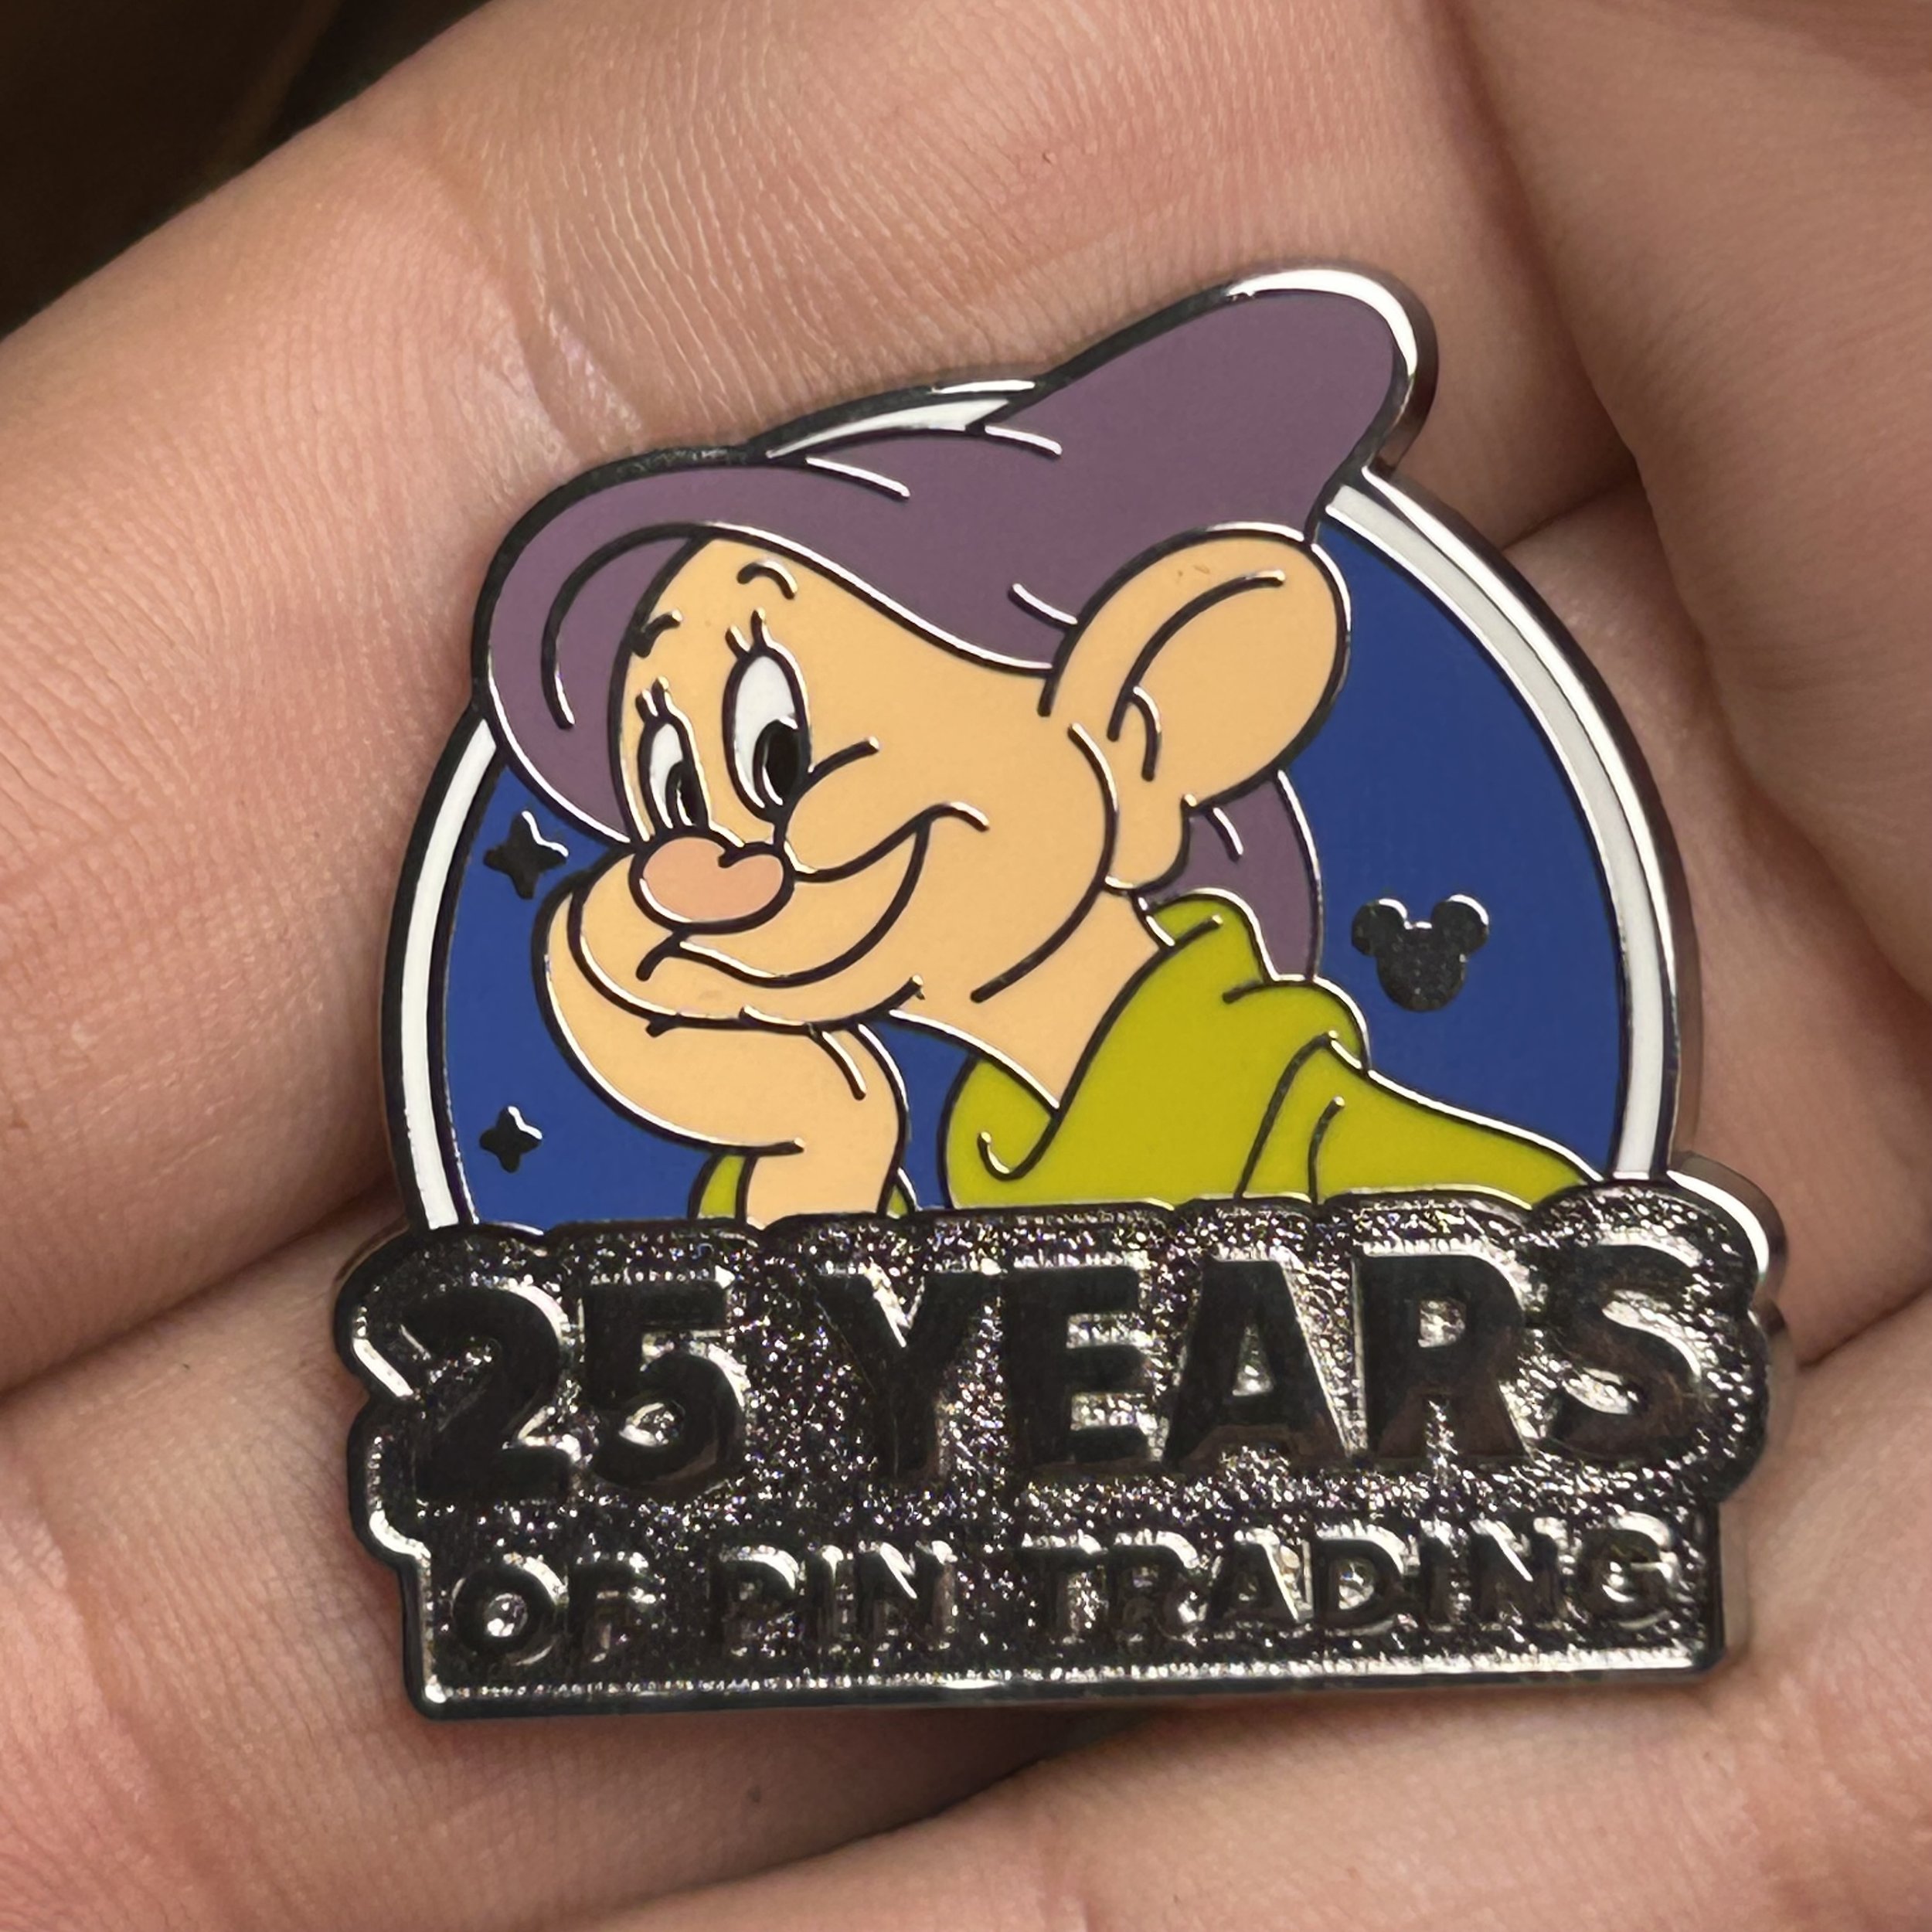 25 YEARS
OF PIN TRADING